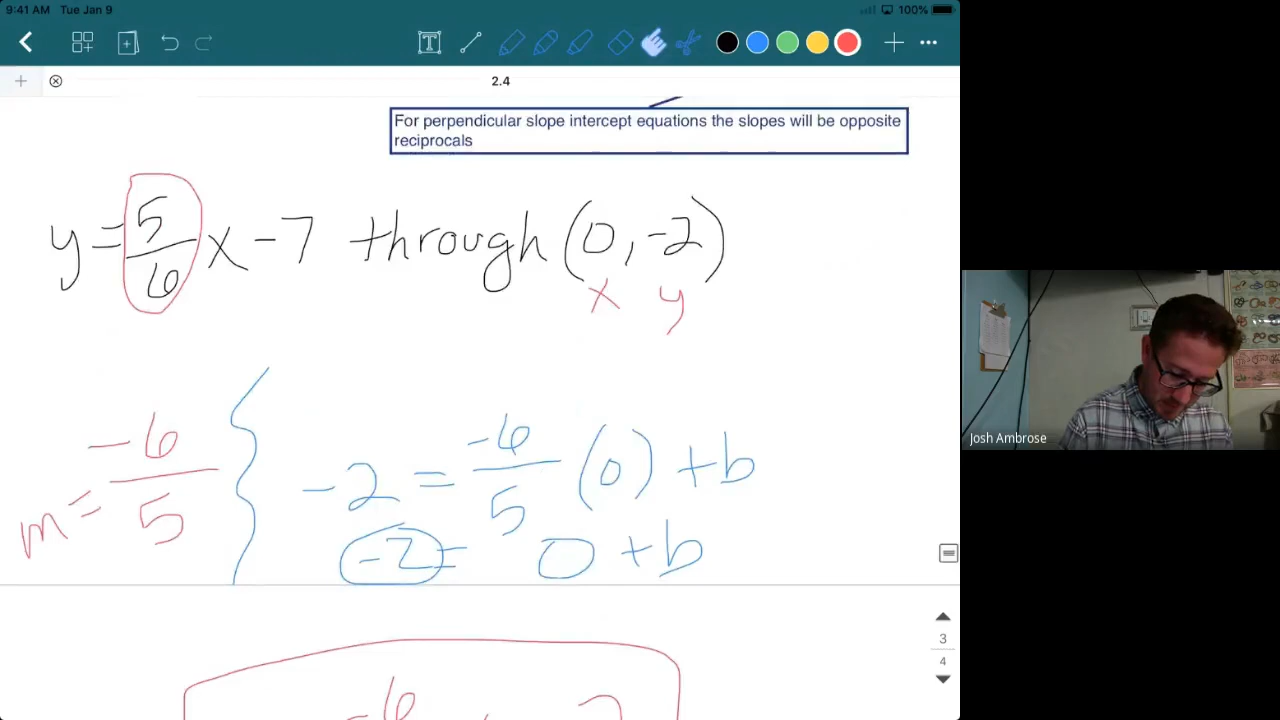 9:41 AM Tue Jan 9
100%
T
2.4
For perpendicular slope intercept equations the slopes will be opposite
reciprocals
y = 5/6 x - 7 through (0, -2)
x y
m = -6/5
-2 = -6/5 (0) + b
-2 = 0 + b
-6
3
4
Josh Ambrose